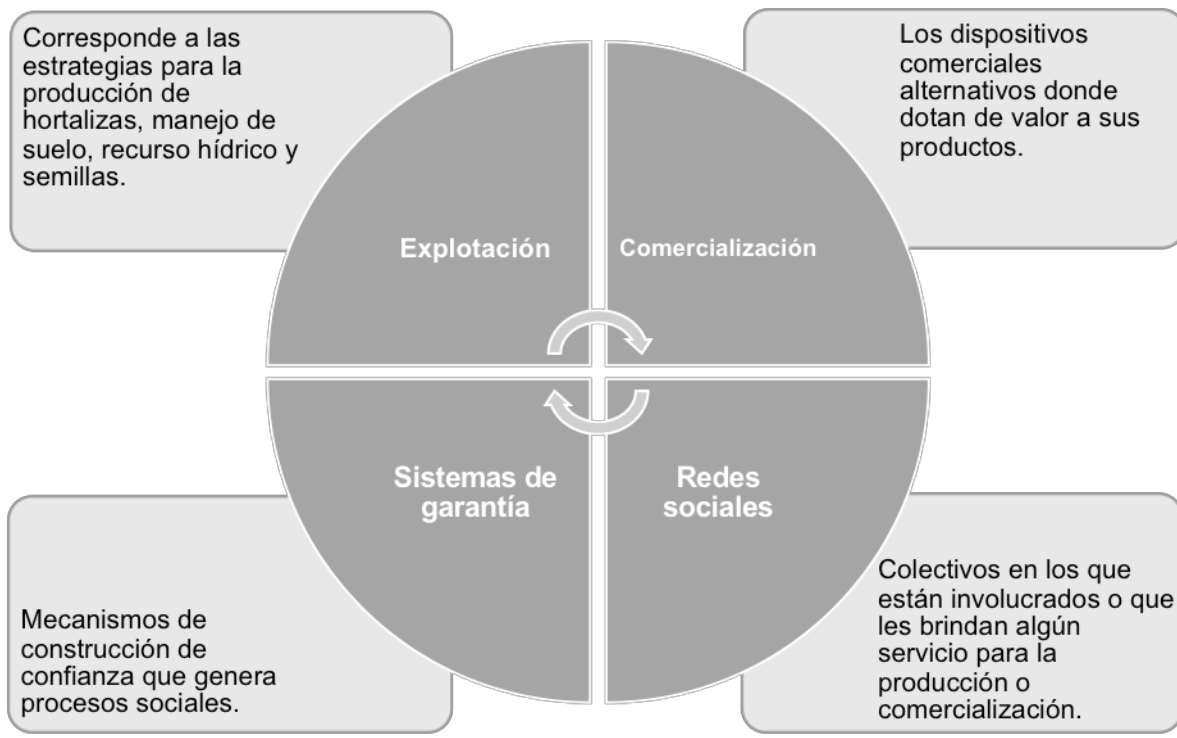 Corresponde a las
estrategias para la
producción de
hortalizas, manejo de
suelo, recurso hídrico y
semillas.
Los dispositivos
comerciales
alternativos donde
dotan de valor a sus
productos.
Explotación
Comercialización
Sistemas de
garantía
Redes
sociales
Mecanismos de
construcción de
confianza que genera
procesos sociales.
Colectivos en los que
están involucrados o que
les brindan algún
servicio para la
producción o
comercialización.